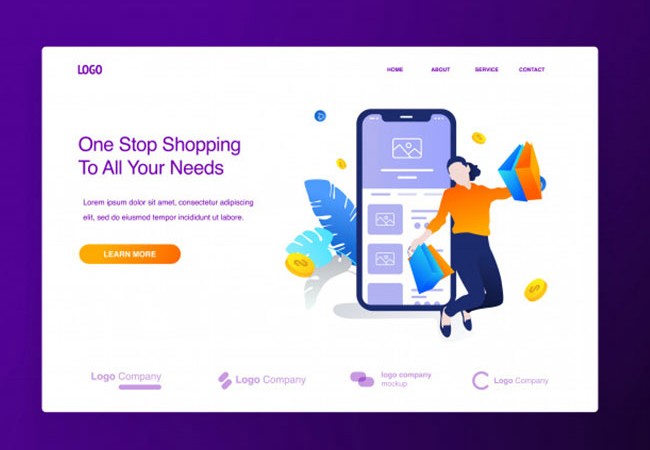 LOGO
HOME ABOUT SERVICE CONTACT
One Stop Shopping
To All Your Needs
Lorem ipsum dolor sit amet, consectetur adipiscing
elit, sed do eiusmod tempor incididunt ut labore.
LEARN MORE
Logo Company
Logo Company
logo company
mockup
Logo Company